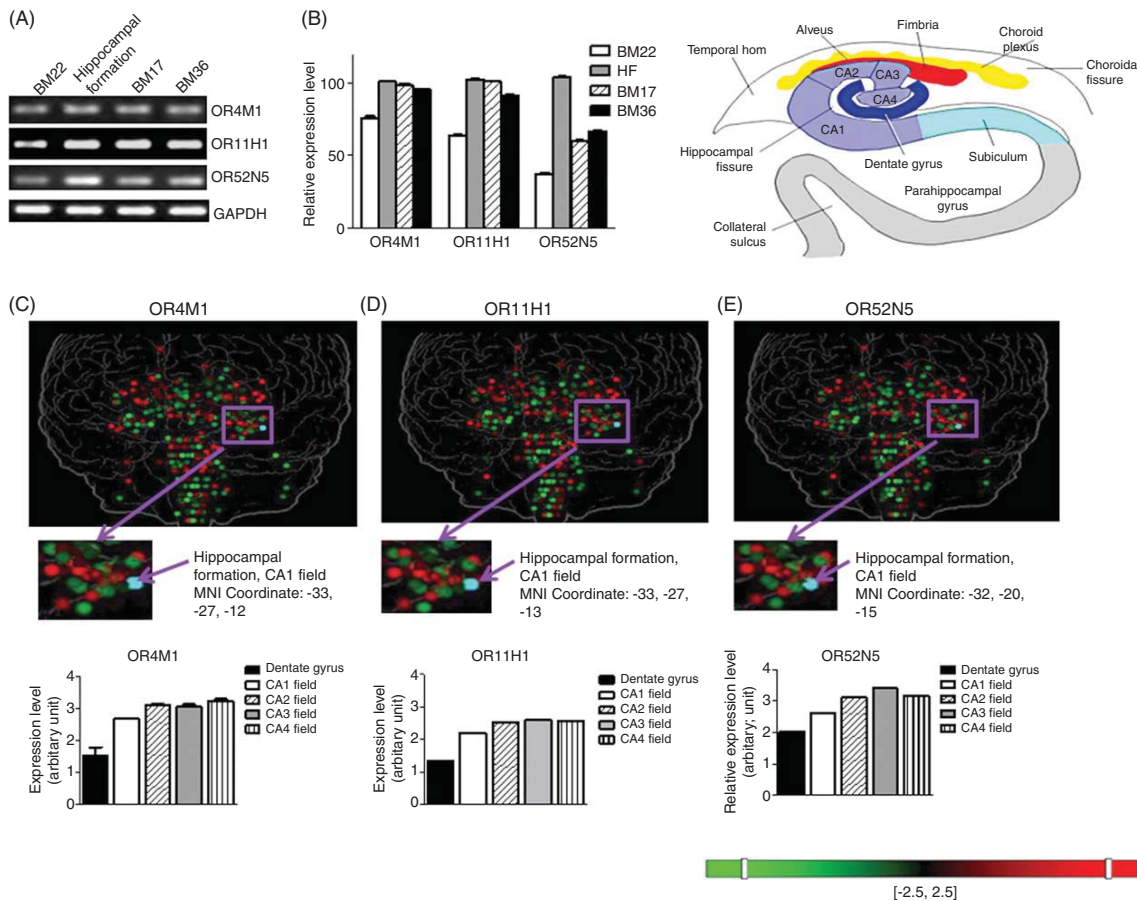 (A)
BM22
Hippocampal
formation
BM17
BM36
OR4M1
OR11H1
OR52N5
GAPDH
(B)
Relative expression level
100
50
0
OR4M1
OR11H1
OR52N5
BM22
HF
BM17
BM36
Temporal hom
Alveus
Fimbria
Choroid
plexus
Choroida
fissure
CA2
CA3
CA4
CA1
Hippocampal
fissure
Dentate gyrus
Subiculum
Parahippocampal
gyrus
Collateral
sulcus
(C)
OR4M1
Hippocampal
formation, CA1 field
MNI Coordinate: -33,
-27, -12
OR4M1
Expression level
(arbitary unit)
4
3
2
1
0
Dentate gyrus
CA1 field
CA2 field
CA3 field
CA4 field
(D)
OR11H1
Hippocampal formation,
CA1 field
MNI Coordinate: -33, -27,
-13
OR11H1
Expression level
(arbitary unit)
4
3
2
1
0
Dentate gyrus
CA1 field
CA2 field
CA3 field
CA4 field
(E)
OR52N5
Hippocampal formation,
CA1 field
MNI Coordinate: -32, -20,
-15
OR52N5
Relative expression level
(arbitary; unit)
4
3
2
1
0
Dentate gyrus
CA1 field
CA2 field
CA3 field
CA4 field
[-2.5, 2.5]